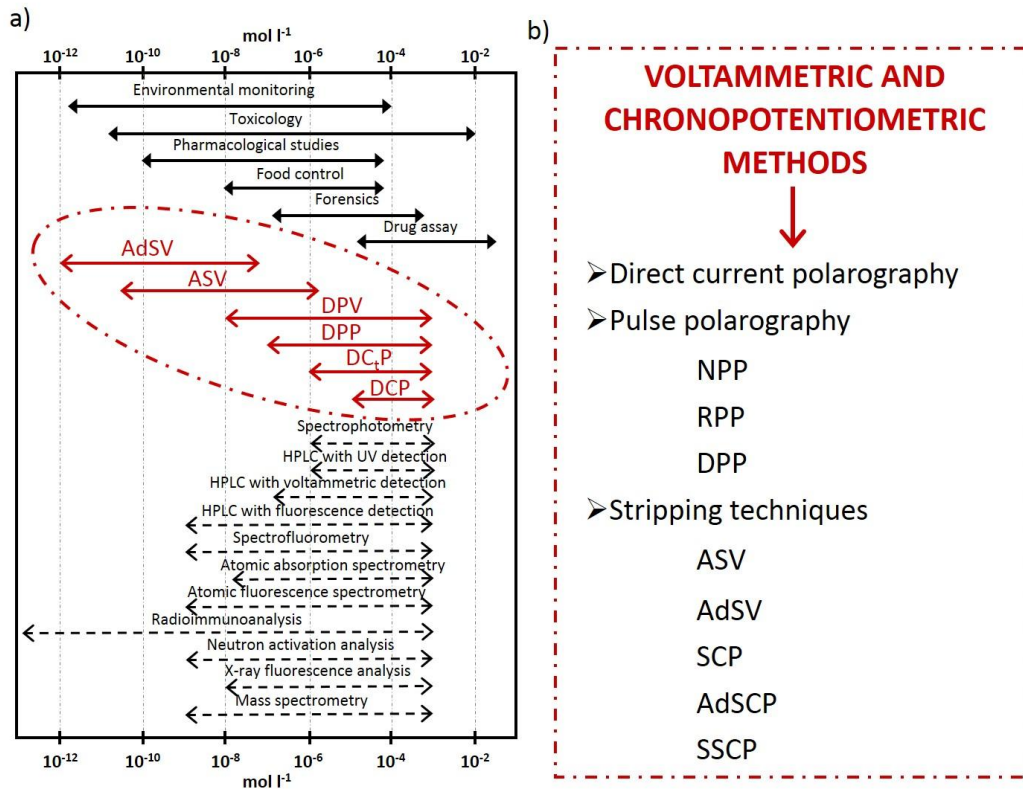 a)
mol l⁻¹
10⁻¹² 10⁻¹⁰ 10⁻⁸ 10⁻⁶ 10⁻⁴ 10⁻²
Environmental monitoring
Toxicology
Pharmacological studies
Food control
Forensics
Drug assay
AdSV
ASV
DPV
DPP
DCₜP
DCP
Spectrophotometry
HPLC with UV detection
HPLC with voltammetric detection
HPLC with fluorescence detection
Spectrofluorometry
Atomic absorption spectrometry
Atomic fluorescence spectrometry
Radioimmunoanalysis
Neutron activation analysis
X-ray fluorescence analysis
Mass spectrometry
10⁻¹² 10⁻¹⁰ 10⁻⁸ 10⁻⁶ 10⁻⁴ 10⁻²
mol l⁻¹
b)
VOLTAMMETRIC AND
CHRONOPOTENTIOMETRIC
METHODS
➢Direct current polarography
➢Pulse polarography
NPP
RPP
DPP
➢Stripping techniques
ASV
AdSV
SCP
AdSCP
SSCP